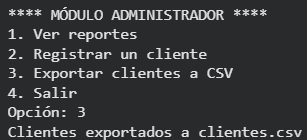 **** MÓDULO ADMINISTRADOR ****
1. Ver reportes
2. Registrar un cliente
3. Exportar clientes a CSV
4. Salir
Opción: 3
Clientes exportados a clientes.csv